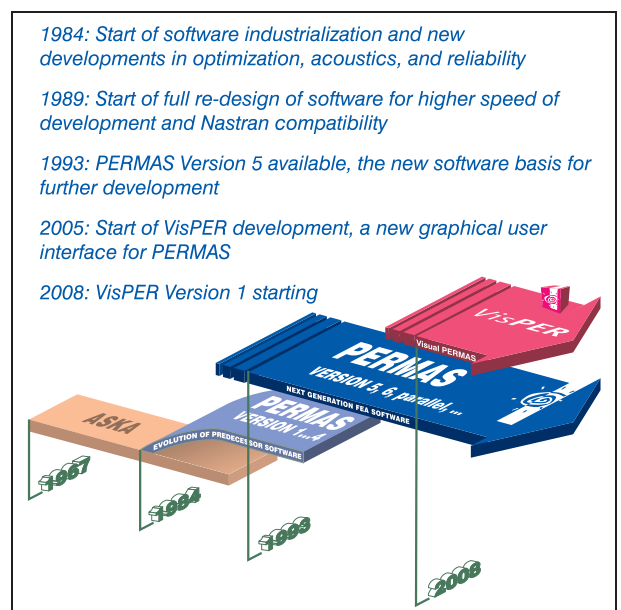 1984: Start of software industrialization and new
developments in optimization, acoustics, and reliability
1989: Start of full re-design of software for higher speed of
development and Nastran compatibility
1993: PERMAS Version 5 available, the new software basis for
further development
2005: Start of VisPER development, a new graphical user
interface for PERMAS
2008: VisPER Version 1 starting
VisPER
Visual PERMAS
PERMAS
VERSION 5, 6, parallel, ...
NEXT GENERATION FEA SOFTWARE
PERMAS
VERSION 1...4
ASKA
EVOLUTION OF PREDECESSOR SOFTWARE
1967
1984
1993
2008